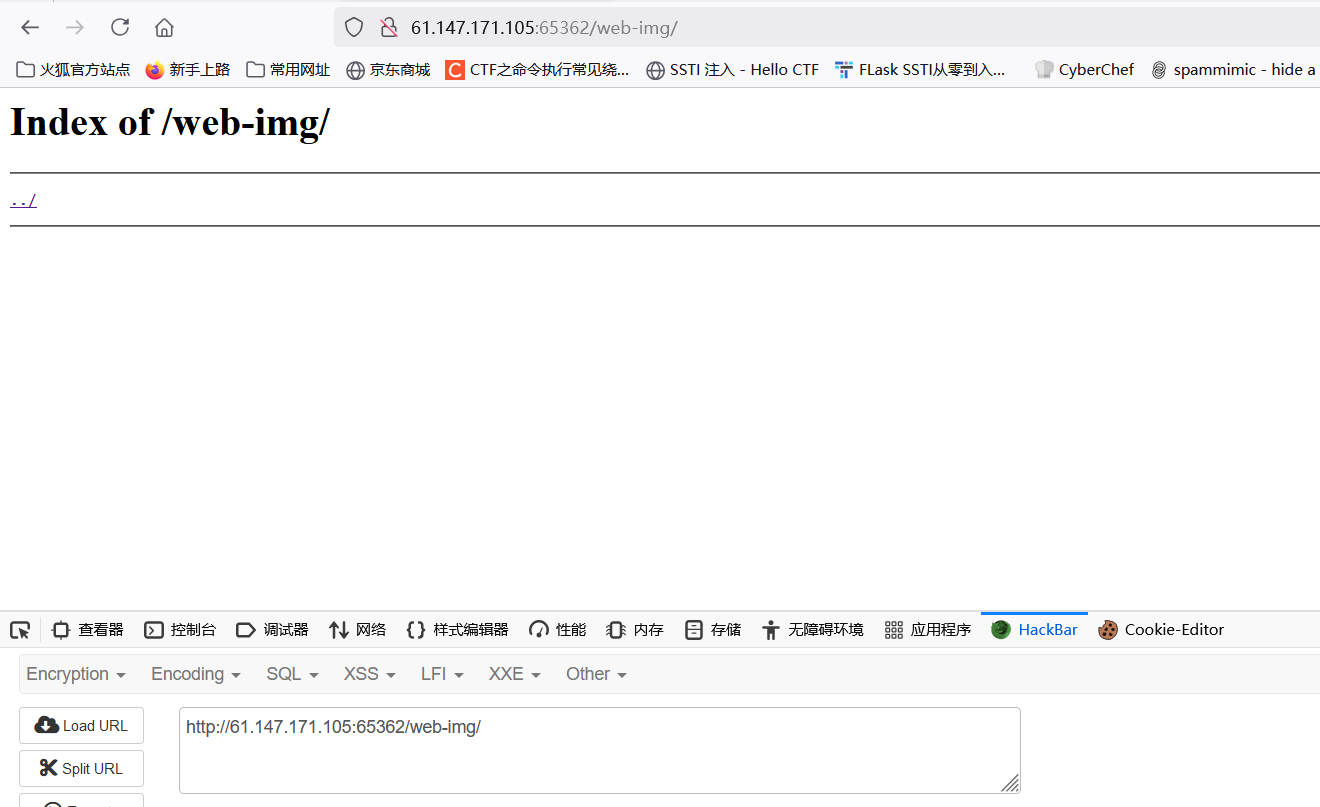 61.147.171.105:65362/web-img/
火狐官方站点 新手上路 常用网址 京东商城 CTF之命令执行常见绕... SSTI 注入 - Hello CTF FLask SSTI从零到入... CyberChef spammimic - hide a
Index of /web-img/
../
查看器 控制台 调试器 网络 样式编辑器 性能 内存 存储 无障碍环境 应用程序 HackBar Cookie-Editor
Encryption Encoding SQL XSS LFI XXE Other
Load URL
http://61.147.171.105:65362/web-img/
Split URL